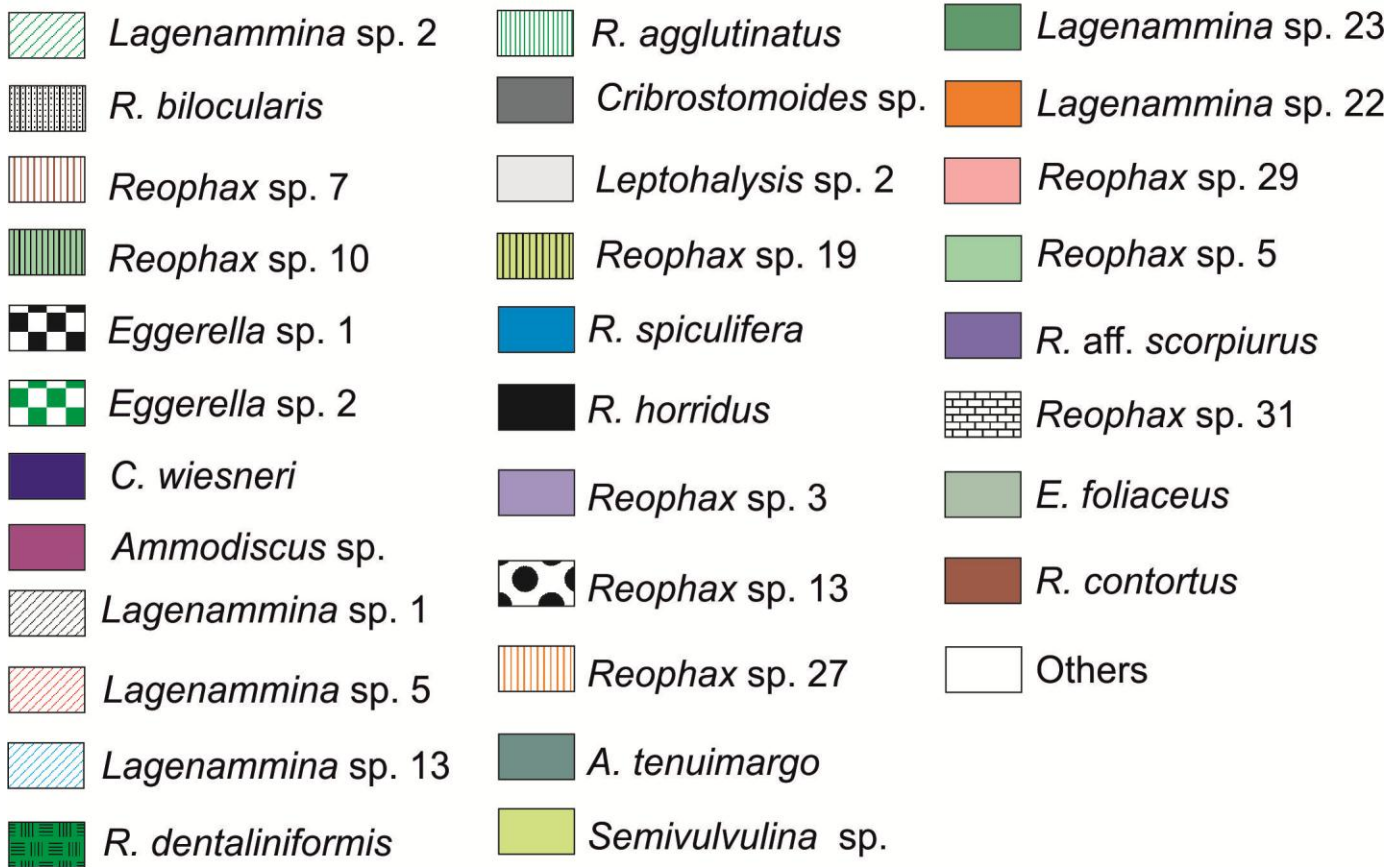 Lagenammina sp. 2
R. bilocularis
Reophax sp. 7
Reophax sp. 10
Eggerella sp. 1
Eggerella sp. 2
C. wiesneri
Ammodiscus sp.
Lagenammina sp. 1
Lagenammina sp. 5
Lagenammina sp. 13
R. dentaliniformis
R. agglutinatus
Cribrostomoides sp.
Leptohalysis sp. 2
Reophax sp. 19
R. spiculifera
R. horridus
Reophax sp. 3
Reophax sp. 13
Reophax sp. 27
A. tenuimargo
Semivulvulina sp.
Lagenammina sp. 23
Lagenammina sp. 22
Reophax sp. 29
Reophax sp. 5
R. aff. scorpiurus
Reophax sp. 31
E. foliaceus
R. contortus
Others